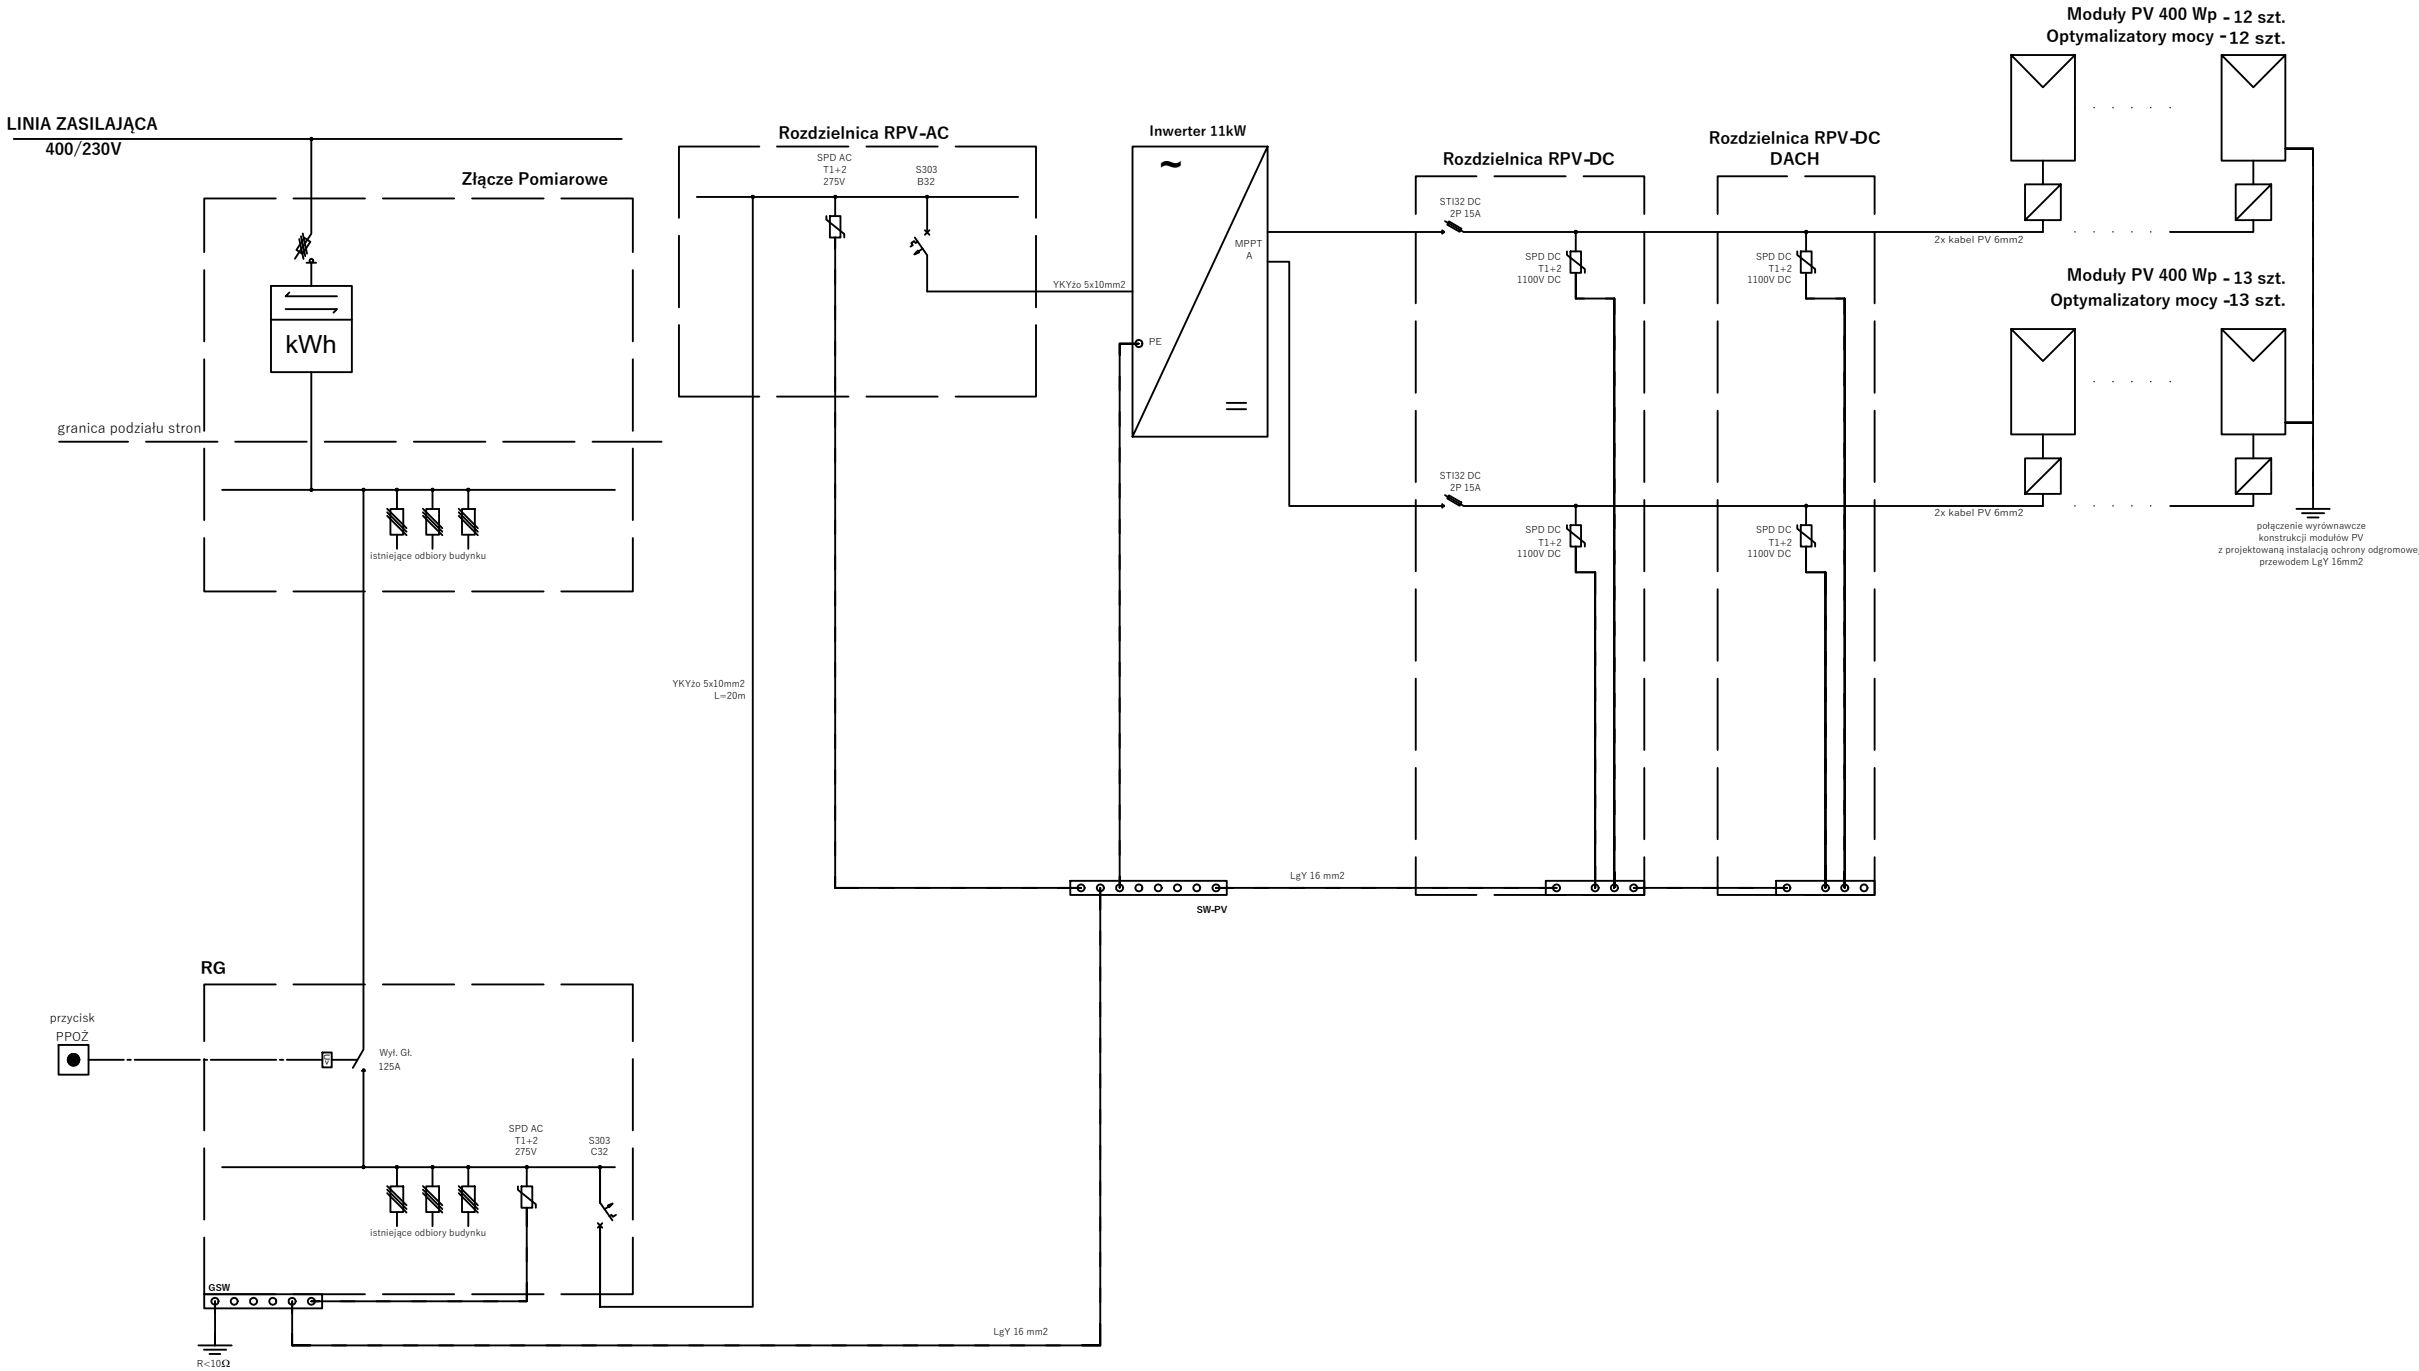 Moduły PV 400 Wp - 12 szt.
Optymalizatory mocy - 12 szt.
LINIA ZASILAJĄCA
400/230V
Złącze Pomiarowe
kWh
granica podziału stron
istniejące odbiory budynku
Rozdzielnica RPV-AC
SPD AC
T1+2
275V
S303
B32
YKYżo 5x10mm2
Inwerter 11kW
~
MPPT
A
PE
Rozdzielnica RPV-DC
STI32 DC
2P 15A
SPD DC
T1+2
1100V DC
STI32 DC
2P 15A
SPD DC
T1+2
1100V DC
Rozdzielnica RPV-DC
DACH
SPD DC
T1+2
1100V DC
SPD DC
T1+2
1100V DC
2x kabel PV 6mm2
Moduły PV 400 Wp - 13 szt.
Optymalizatory mocy -13 szt.
2x kabel PV 6mm2
połączenie wyrównawcze
konstrukcji modułów PV
z projektowaną instalacją ochrony odgromowej
przewodem LgY 16mm2
YKYżo 5x10mm2
L=20m
LgY 16 mm2
SW-PV
RG
przycisk
PPOŻ
Wył. Gł.
125A
SPD AC
T1+2
275V
S303
C32
istniejące odbiory budynku
GSW
R<10Ω
LgY 16 mm2